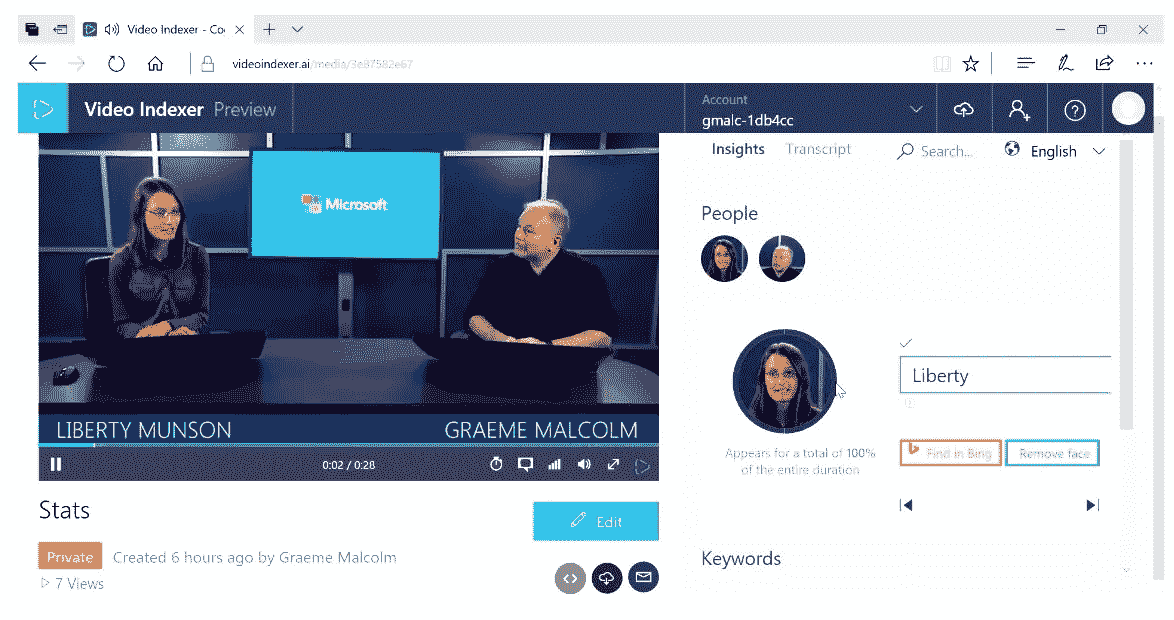 Video Indexer - Co
videoindexer.ai/media/3e87582e67
Video Indexer Preview
Account
gmalc-1db4cc
?
Insights Transcript Search... English
Microsoft
People
Liberty
LIBERTY MUNSON GRAEME MALCOLM
Appears for a total of 100%
of the entire duration
Find in Bing Remove face
0:02 / 0:28
Stats
Edit
Private Created 6 hours ago by Graeme Malcolm
7 Views
Keywords